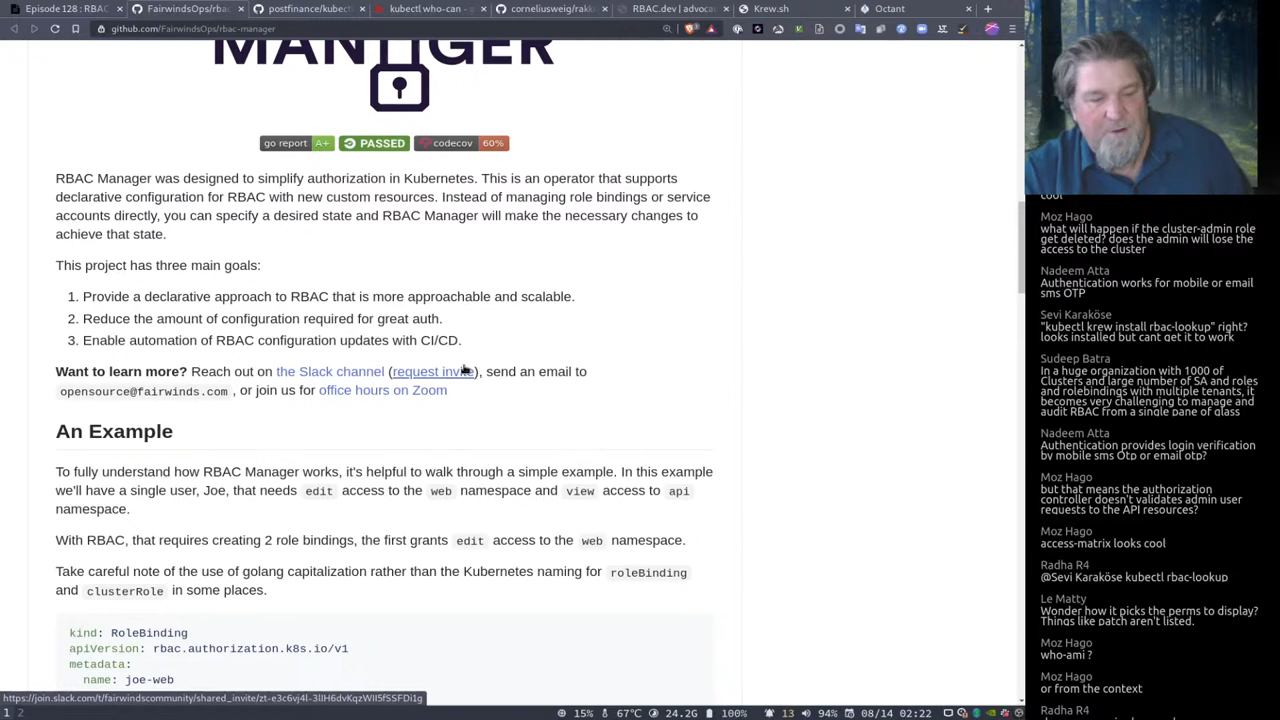 Episode 128 : RBAC
FairwindsOps/rbac
postfinance/kubect
kubectl who-can -
corneliusweig/rakk
RBAC.dev | advoca
Krew.sh
Octant
github.com/FairwindsOps/rbac-manager
MANAGER
go report A+
PASSED
codecov 60%
RBAC Manager was designed to simplify authorization in Kubernetes. This is an operator that supports
declarative configuration for RBAC with new custom resources. Instead of managing role bindings or service
accounts directly, you can specify a desired state and RBAC Manager will make the necessary changes to
achieve that state.
This project has three main goals:
1. Provide a declarative approach to RBAC that is more approachable and scalable.
2. Reduce the amount of configuration required for great auth.
3. Enable automation of RBAC configuration updates with CI/CD.
Want to learn more? Reach out on the Slack channel (request invite), send an email to
opensource@fairwinds.com , or join us for office hours on Zoom
An Example
To fully understand how RBAC Manager works, it's helpful to walk through a simple example. In this example
we'll have a single user, Joe, that needs edit access to the web namespace and view access to api
namespace.
With RBAC, that requires creating 2 role bindings, the first grants edit access to the web namespace.
Take careful note of the use of golang capitalization rather than the Kubernetes naming for roleBinding
and clusterRole in some places.
kind: RoleBinding
apiVersion: rbac.authorization.k8s.io/v1
metadata:
name: joe-web
1 2
15% 67°C 24.2G 100% 13 94% 08/14 02:22
cool
Moz Hago
what will happen if the cluster-admin role
get deleted? does the admin will lose the
access to the cluster
Nadeem Atta
Authentication works for mobile or email
sms OTP
Sevi Karaköse
"kubectl krew install rbac-lookup" right?
looks installed but cant get it to work
Sudeep Batra
In a huge organization with 1000 of
Clusters and large number of SA and roles
and rolebindings with multiple tenants, it
becomes very challenging to manage and
audit RBAC from a single pane of glass
Nadeem Atta
Authentication provides login verification
by mobile sms Otp or email otp?
Moz Hago
but that means the authorization
controller doesn't validates admin user
requests to the API resources?
Moz Hago
access-matrix looks cool
Radha R4
@Sevi Karaköse kubectl rbac-lookup
Le Matty
Wonder how it picks the perms to display?
Things like patch aren't listed.
Moz Hago
who-ami ?
Moz Hago
or from the context
Radha R4